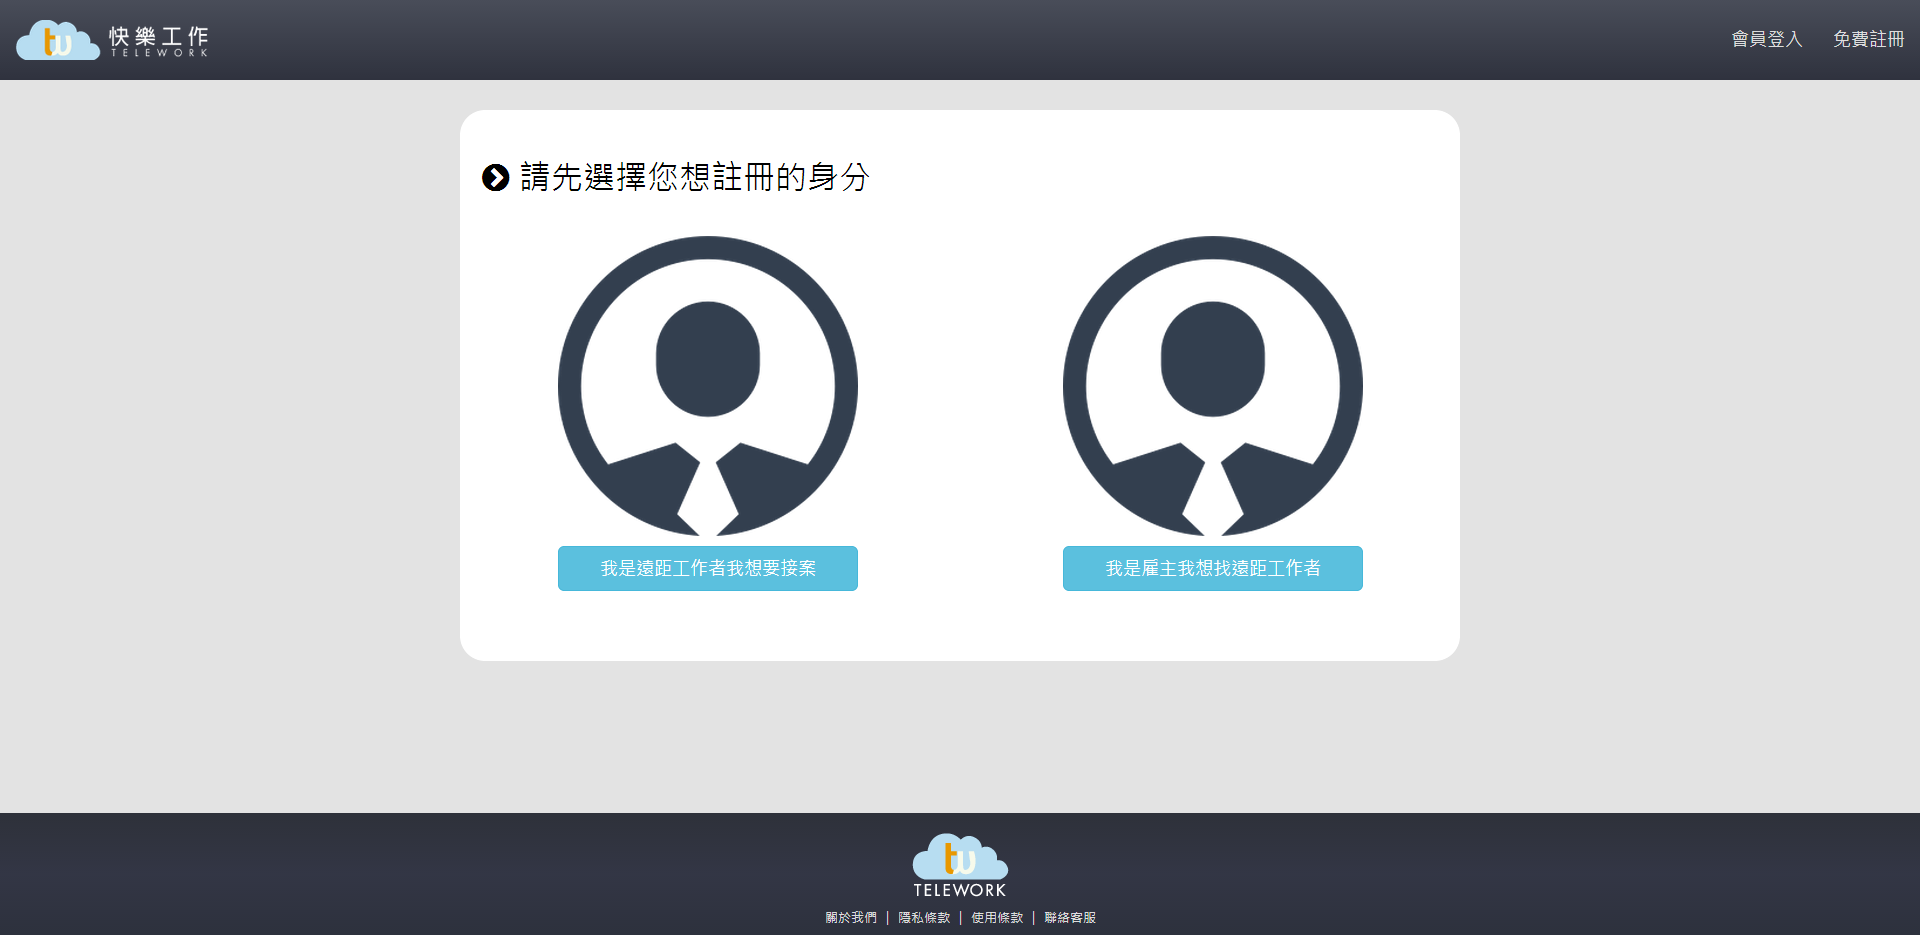 tw 快樂工作
TELEWORK
會員登入 免費註冊
請先選擇您想註冊的身分
我是遠距工作者我想要接案
我是雇主我想找遠距工作者
tw
TELEWORK
關於我們 | 隱私條款 | 使用條款 | 聯絡客服